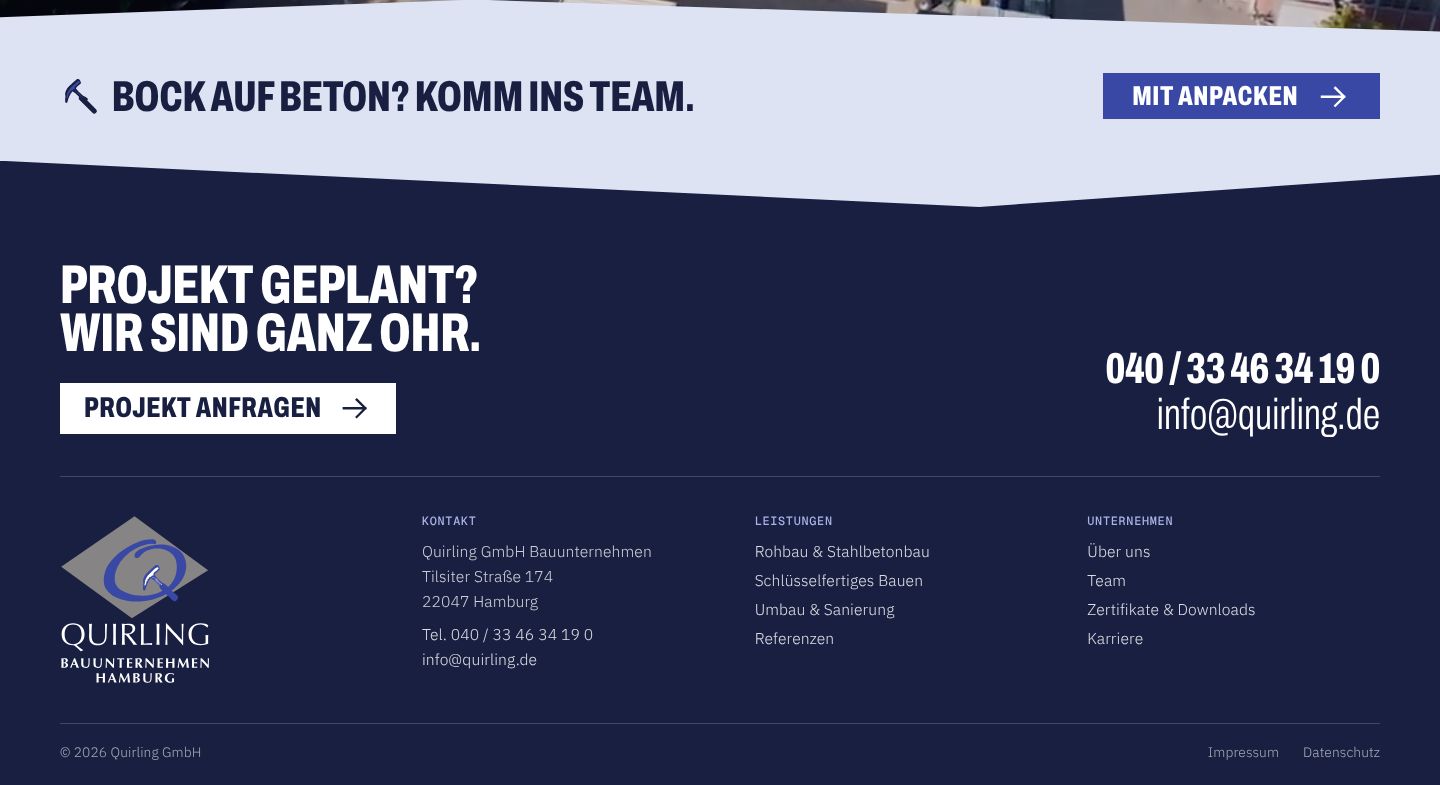 BOCK AUF BETON? KOMM INS TEAM.
MIT ANPACKEN
PROJEKT GEPLANT?
WIR SIND GANZ OHR.
PROJEKT ANFRAGEN
040 / 33 46 34 19 0
info@quirling.de
QUIRLING
BAUUNTERNEHMEN
HAMBURG
KONTAKT
Quirling GmbH Bauunternehmen
Tilsiter Straße 174
22047 Hamburg
Tel. 040 / 33 46 34 19 0
info@quirling.de
LEISTUNGEN
Rohbau & Stahlbetonbau
Schlüsselfertiges Bauen
Umbau & Sanierung
Referenzen
UNTERNEHMEN
Über uns
Team
Zertifikate & Downloads
Karriere
© 2026 Quirling GmbH
Impressum
Datenschutz